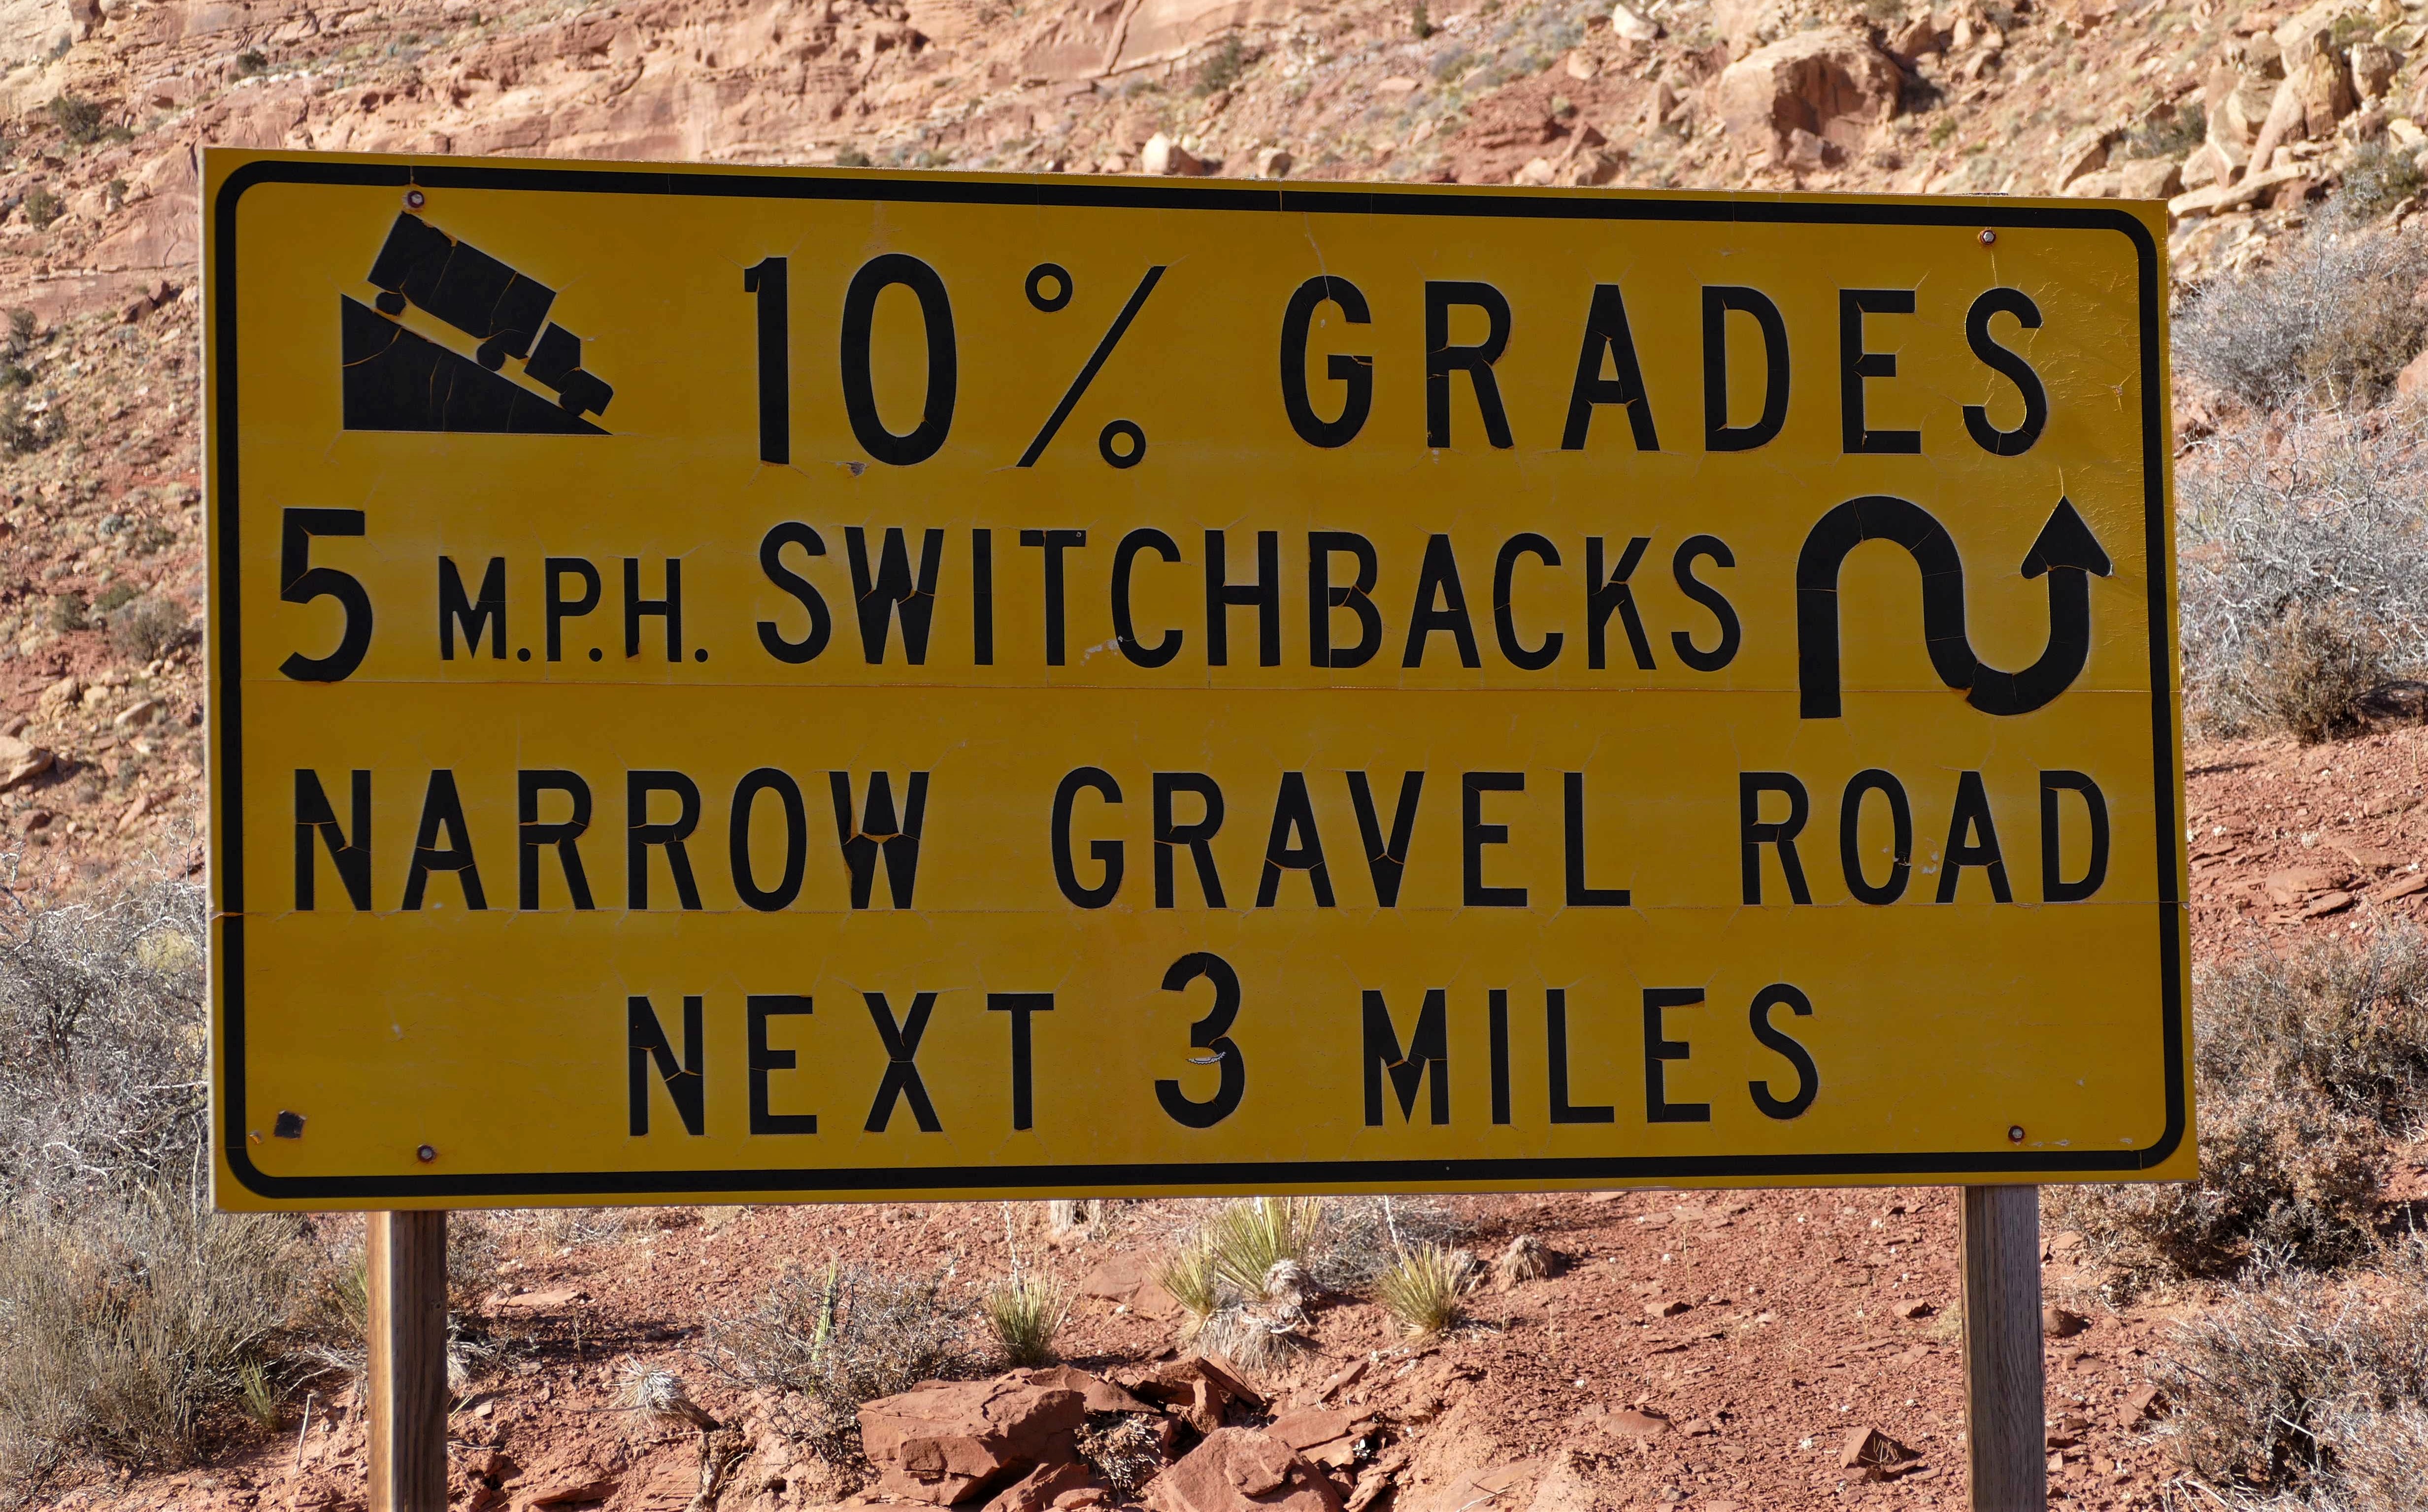 10% GRADES
5 M.P.H. SWITCHBACKS
NARROW GRAVEL ROAD
NEXT 3 MILES